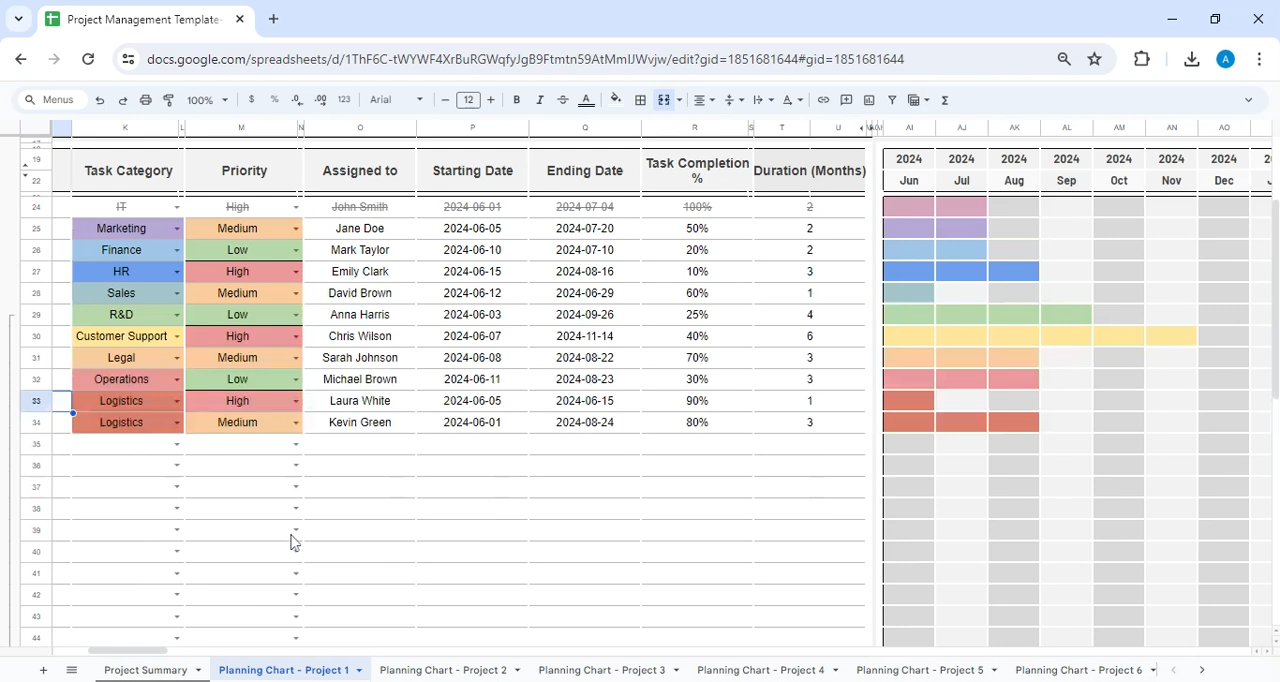 Project Management Template-
docs.google.com/spreadsheets/d/1ThF6C-tWYWF4XrBuRGWqfyJgB9Ftmtn59AtMmIJWvjw/edit?gid=1851681644#gid=1851681644
A
Menus 100% $ % .0 .00 123 Arial 12 B I A
K L M N O P Q R S T U AI AJ AK AL AM AN AO
19 Task Category Priority Assigned to Starting Date Ending Date Task Completion % Duration (Months) 2024 2024 2024 2024 2024 2024 2024
22 Jun Jul Aug Sep Oct Nov Dec
24 IT High John Smith 2024-06-01 2024-07-04 100% 2
25 Marketing Medium Jane Doe 2024-06-05 2024-07-20 50% 2
26 Finance Low Mark Taylor 2024-06-10 2024-07-10 20% 2
27 HR High Emily Clark 2024-06-15 2024-08-16 10% 3
28 Sales Medium David Brown 2024-06-12 2024-06-29 60% 1
29 R&D Low Anna Harris 2024-06-03 2024-09-26 25% 4
30 Customer Support High Chris Wilson 2024-06-07 2024-11-14 40% 6
31 Legal Medium Sarah Johnson 2024-06-08 2024-08-22 70% 3
32 Operations Low Michael Brown 2024-06-11 2024-08-23 30% 3
33 Logistics High Laura White 2024-06-05 2024-06-15 90% 1
34 Logistics Medium Kevin Green 2024-06-01 2024-08-24 80% 3
35
36
37
38
39
40
41
42
43
44
Project Summary Planning Chart - Project 1 Planning Chart - Project 2 Planning Chart - Project 3 Planning Chart - Project 4 Planning Chart - Project 5 Planning Chart - Project 6